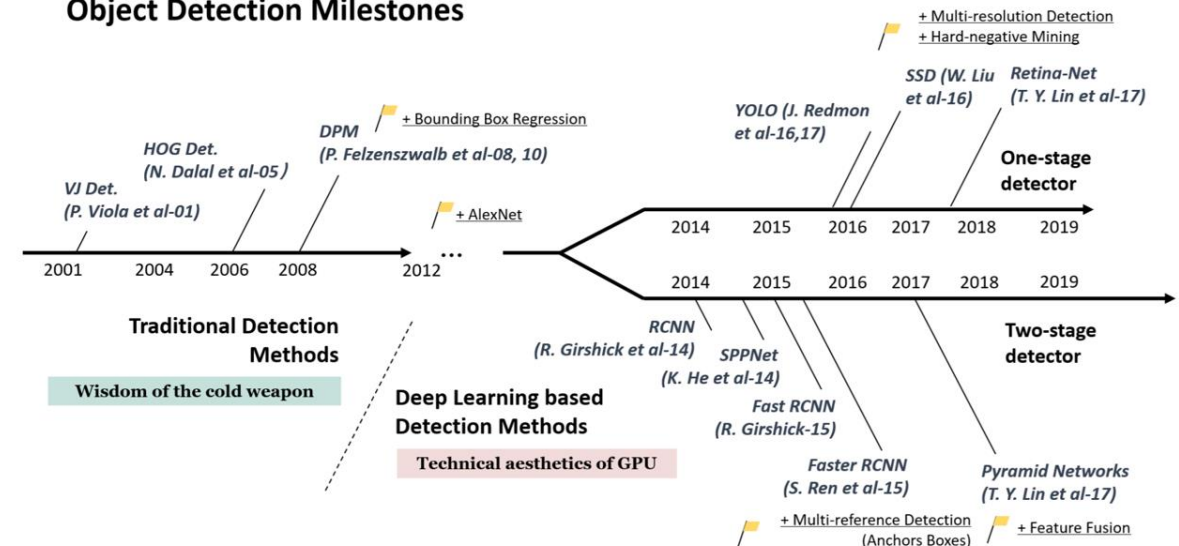 Object Detection Milestones
+ Multi-resolution Detection
+ Hard-negative Mining
SSD (W. Liu
et al-16)
Retina-Net
(T. Y. Lin et al-17)
YOLO (J. Redmon
et al-16,17)
+ Bounding Box Regression
DPM
(P. Felzenszwalb et al-08, 10)
HOG Det.
(N. Dalal et al-05)
VJ Det.
(P. Viola et al-01)
+ AlexNet
One-stage
detector
2014 2015 2016 2017 2018 2019
2001 2004 2006 2008 2012 ...
2014 2015 2016 2017 2018 2019
Traditional Detection
Methods
Wisdom of the cold weapon
Deep Learning based
Detection Methods
Technical aesthetics of GPU
RCNN
(R. Girshick et al-14)
SPPNet
(K. He et al-14)
Fast RCNN
(R. Girshick-15)
Faster RCNN
(S. Ren et al-15)
Two-stage
detector
Pyramid Networks
(T. Y. Lin et al-17)
+ Multi-reference Detection
(Anchors Boxes)
+ Feature Fusion